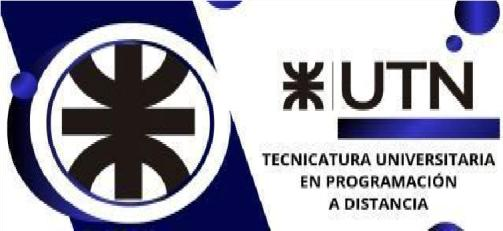 UTN
TECNICATURA UNIVERSITARIA
EN PROGRAMACIÓN
A DISTANCIA